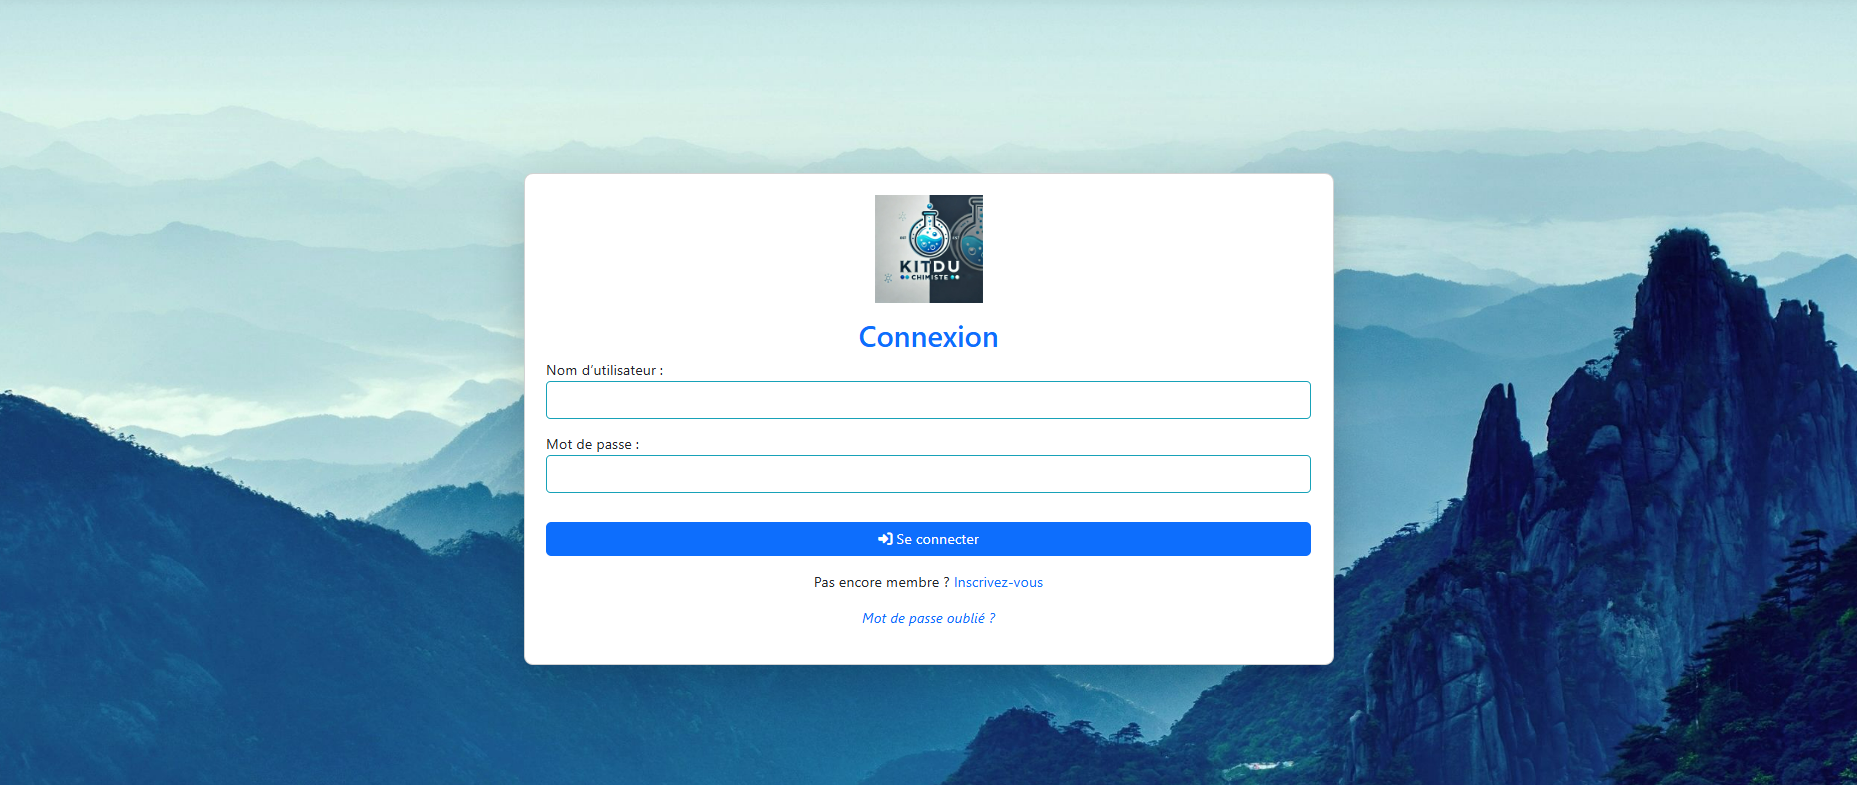 KITDU
CHIMISTE
Connexion
Nom d'utilisateur :
Mot de passe :
Se connecter
Pas encore membre ? Inscrivez-vous
Mot de passe oublié ?